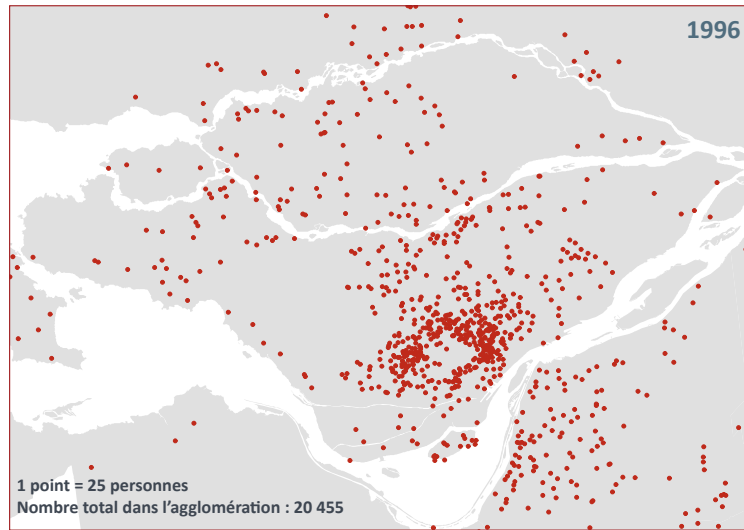 1996
1 point = 25 personnes
Nombre total dans l'agglomération : 20 455